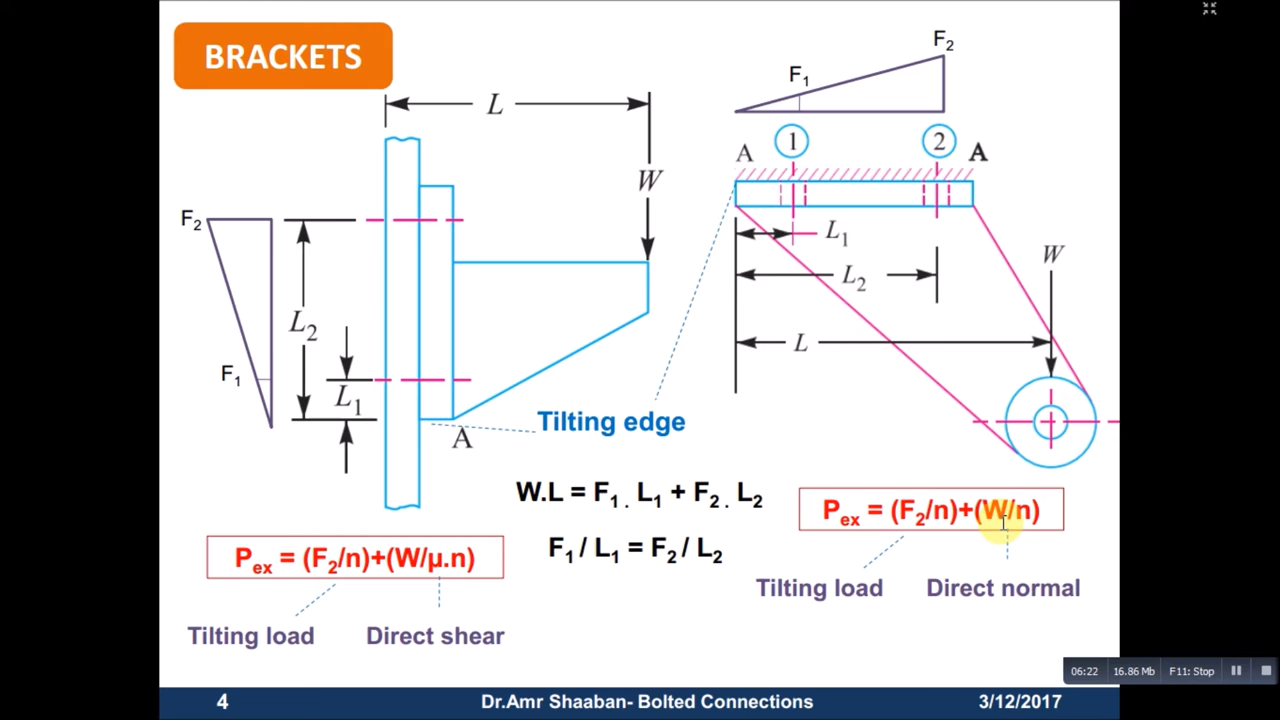 BRACKETS
L
W
F₂
F₁
L₂
L₁
A
Tilting edge
F₂
F₁
1
2
A
A
L₁
L₂
L
W
W.L = F₁ . L₁ + F₂ . L₂
F₁ / L₁ = F₂ / L₂
Pₑₓ = (F₂/n)+(W/µ.n)
Tilting load
Direct shear
Pₑₓ = (F₂/n)+(W/n)
Tilting load
Direct normal
06:22 16.86 Mb F11: Stop
4 Dr.Amr Shaaban- Bolted Connections 3/12/2017